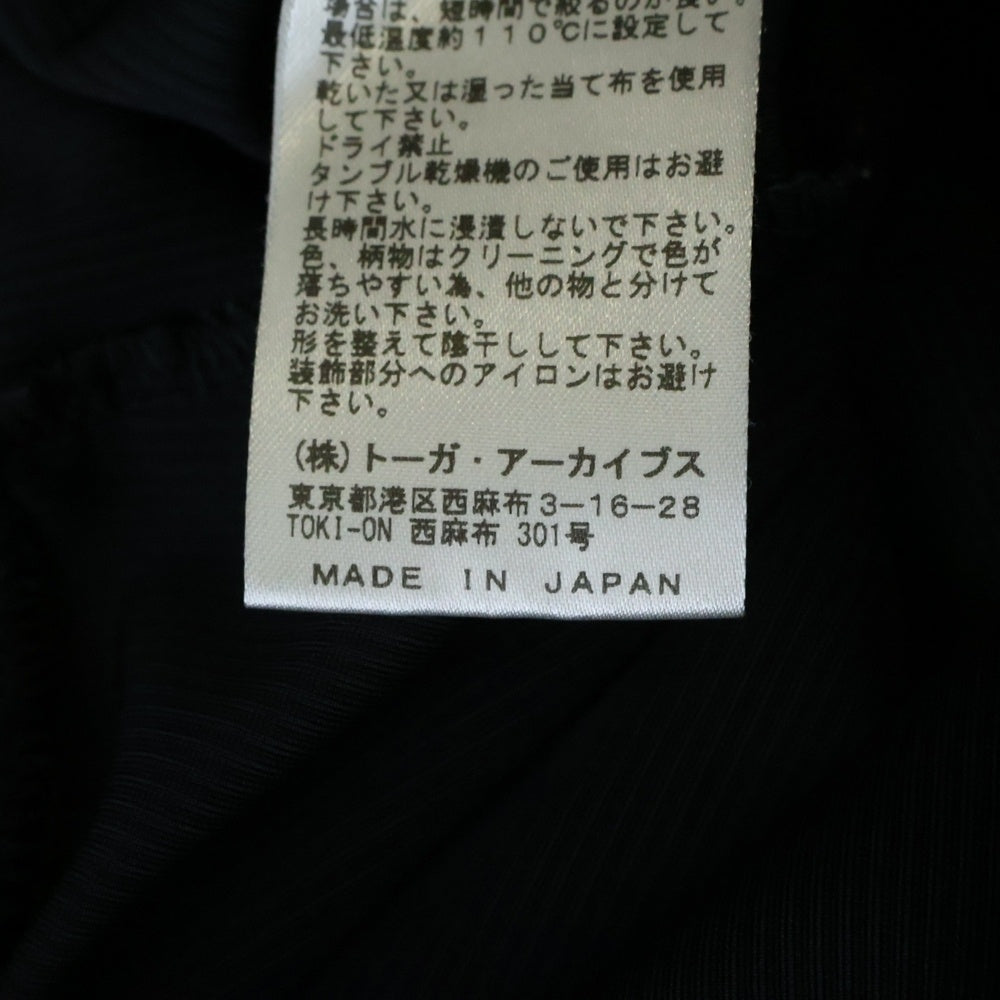 場合は、短時間で絞るのが良い。
最低温度約110℃に設定して
下さい。
乾いた又は湿った当て布を使用
して下さい。
ドライ禁止
タンブル乾燥機のご使用はお避
け下さい。
長時間水に浸漬しないで下さい。
色、柄物はクリーニングで色が
落ちやすい為、他の物と分けて
お洗い下さい。
形を整えて陰干しして下さい。
装飾部分へのアイロンはお避け
下さい。
(株)トーガ・アーカイブス
東京都港区西麻布3-16-28
TOKI-ON 西麻布 301号
MADE IN JAPAN